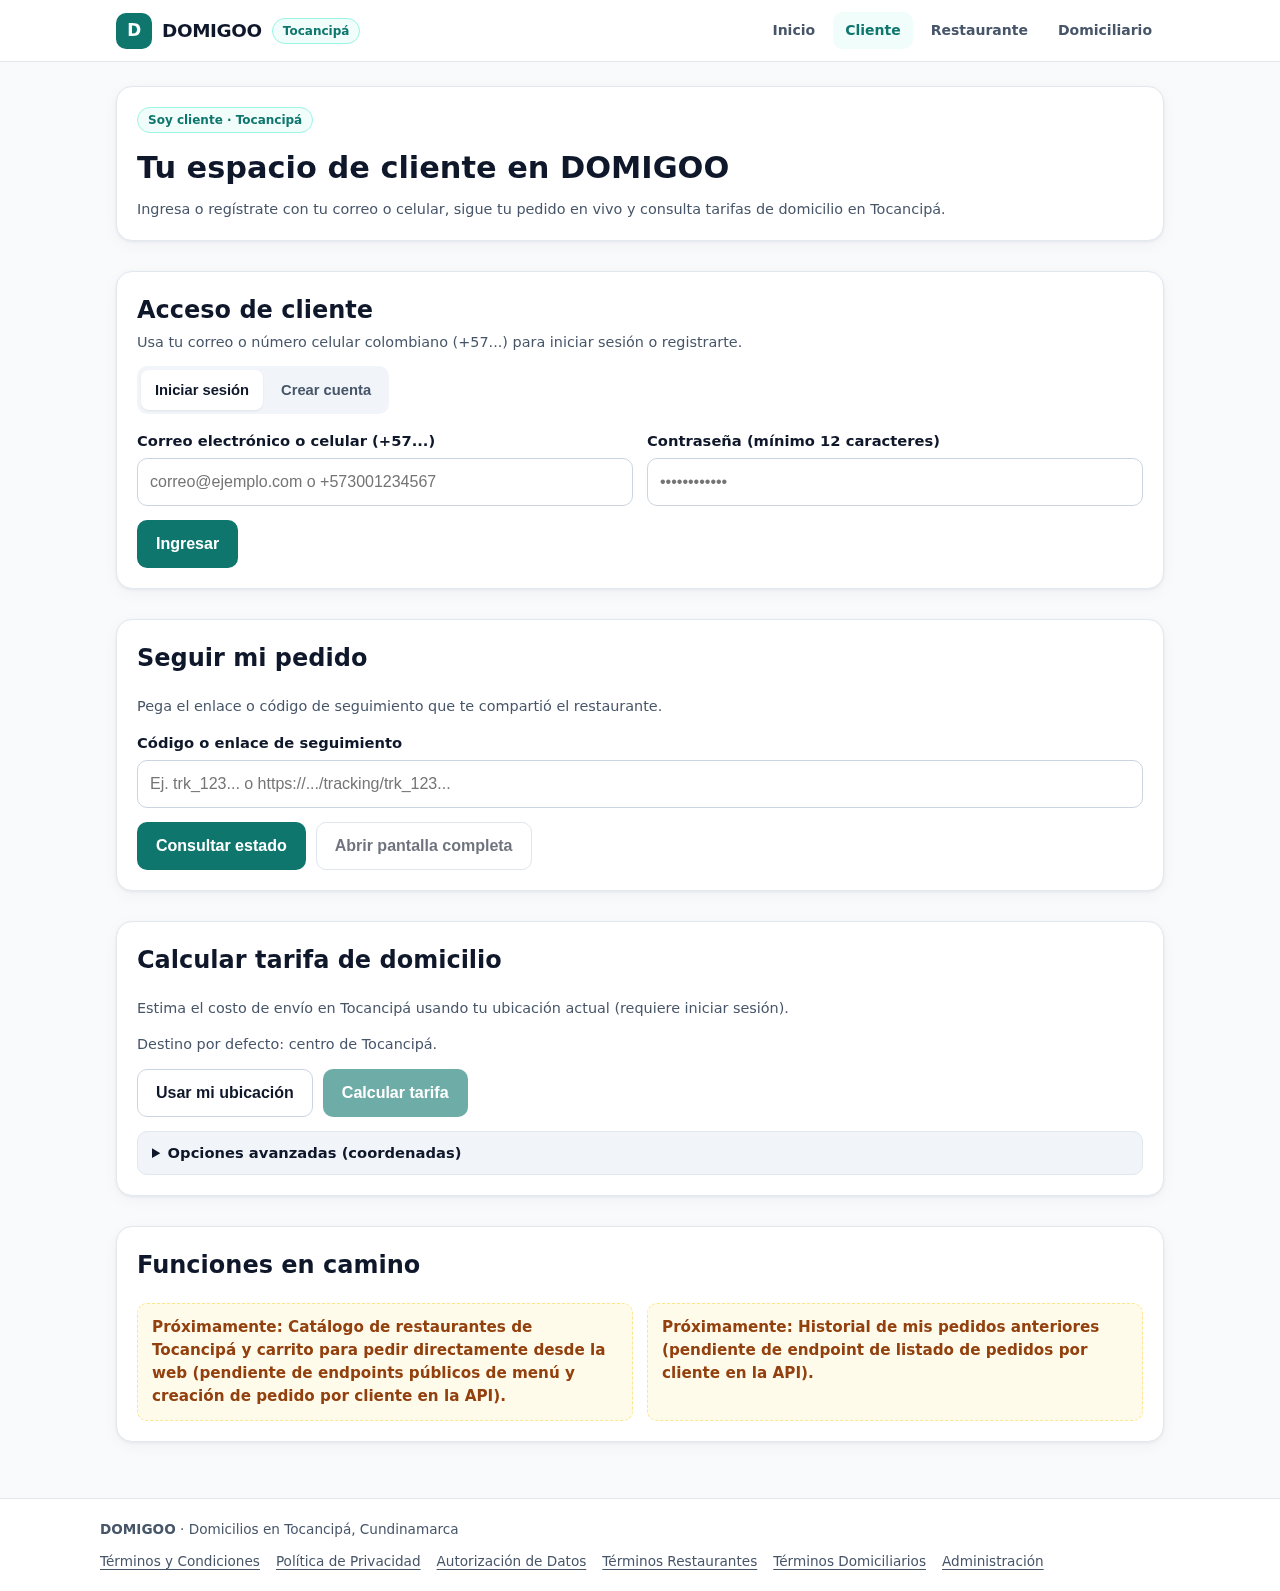 D DOMIGOO Tocancipá Inicio Cliente Restaurante Domiciliario
Soy cliente · Tocancipá
Tu espacio de cliente en DOMIGOO
Ingresa o regístrate con tu correo o celular, sigue tu pedido en vivo y consulta tarifas de domicilio en Tocancipá.
Acceso de cliente
Usa tu correo o número celular colombiano (+57...) para iniciar sesión o registrarte.
Iniciar sesión Crear cuenta
Correo electrónico o celular (+57...) Contraseña (mínimo 12 caracteres)
correo@ejemplo.com o +573001234567 ••••••••••••
Ingresar
Seguir mi pedido
Pega el enlace o código de seguimiento que te compartió el restaurante.
Código o enlace de seguimiento
Ej. trk_123... o https://.../tracking/trk_123...
Consultar estado Abrir pantalla completa
Calcular tarifa de domicilio
Estima el costo de envío en Tocancipá usando tu ubicación actual (requiere iniciar sesión).
Destino por defecto: centro de Tocancipá.
Usar mi ubicación Calcular tarifa
▶ Opciones avanzadas (coordenadas)
Funciones en camino
Próximamente: Catálogo de restaurantes de
Tocancipá y carrito para pedir directamente desde la
web (pendiente de endpoints públicos de menú y
creación de pedido por cliente en la API).
Próximamente: Historial de mis pedidos anteriores
(pendiente de endpoint de listado de pedidos por
cliente en la API).
DOMIGOO · Domicilios en Tocancipá, Cundinamarca
Términos y Condiciones Política de Privacidad Autorización de Datos Términos Restaurantes Términos Domiciliarios Administración